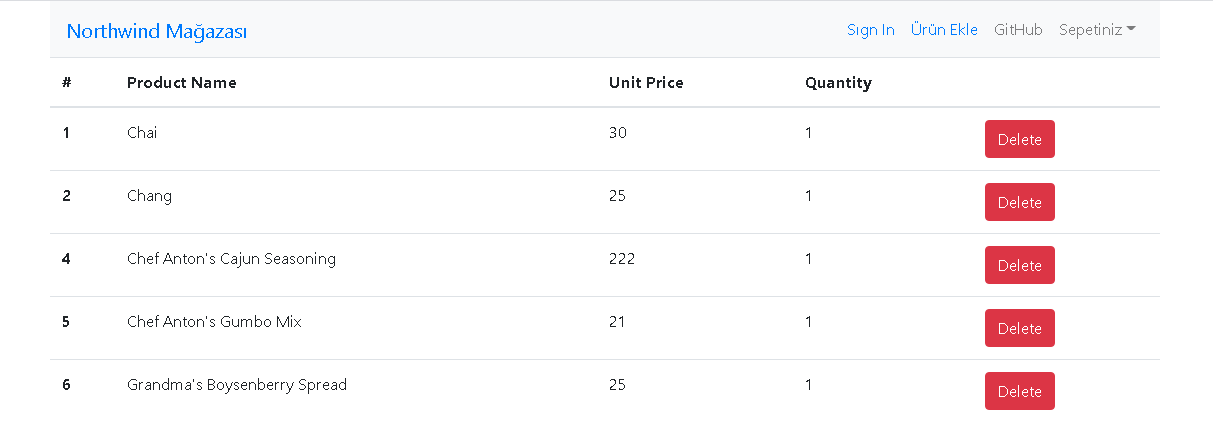 Northwind Mağazası Sign In Ürün Ekle GitHub Sepetiniz
# Product Name Unit Price Quantity
1 Chai 30 1 Delete
2 Chang 25 1 Delete
4 Chef Anton's Cajun Seasoning 222 1 Delete
5 Chef Anton's Gumbo Mix 21 1 Delete
6 Grandma's Boysenberry Spread 25 1 Delete